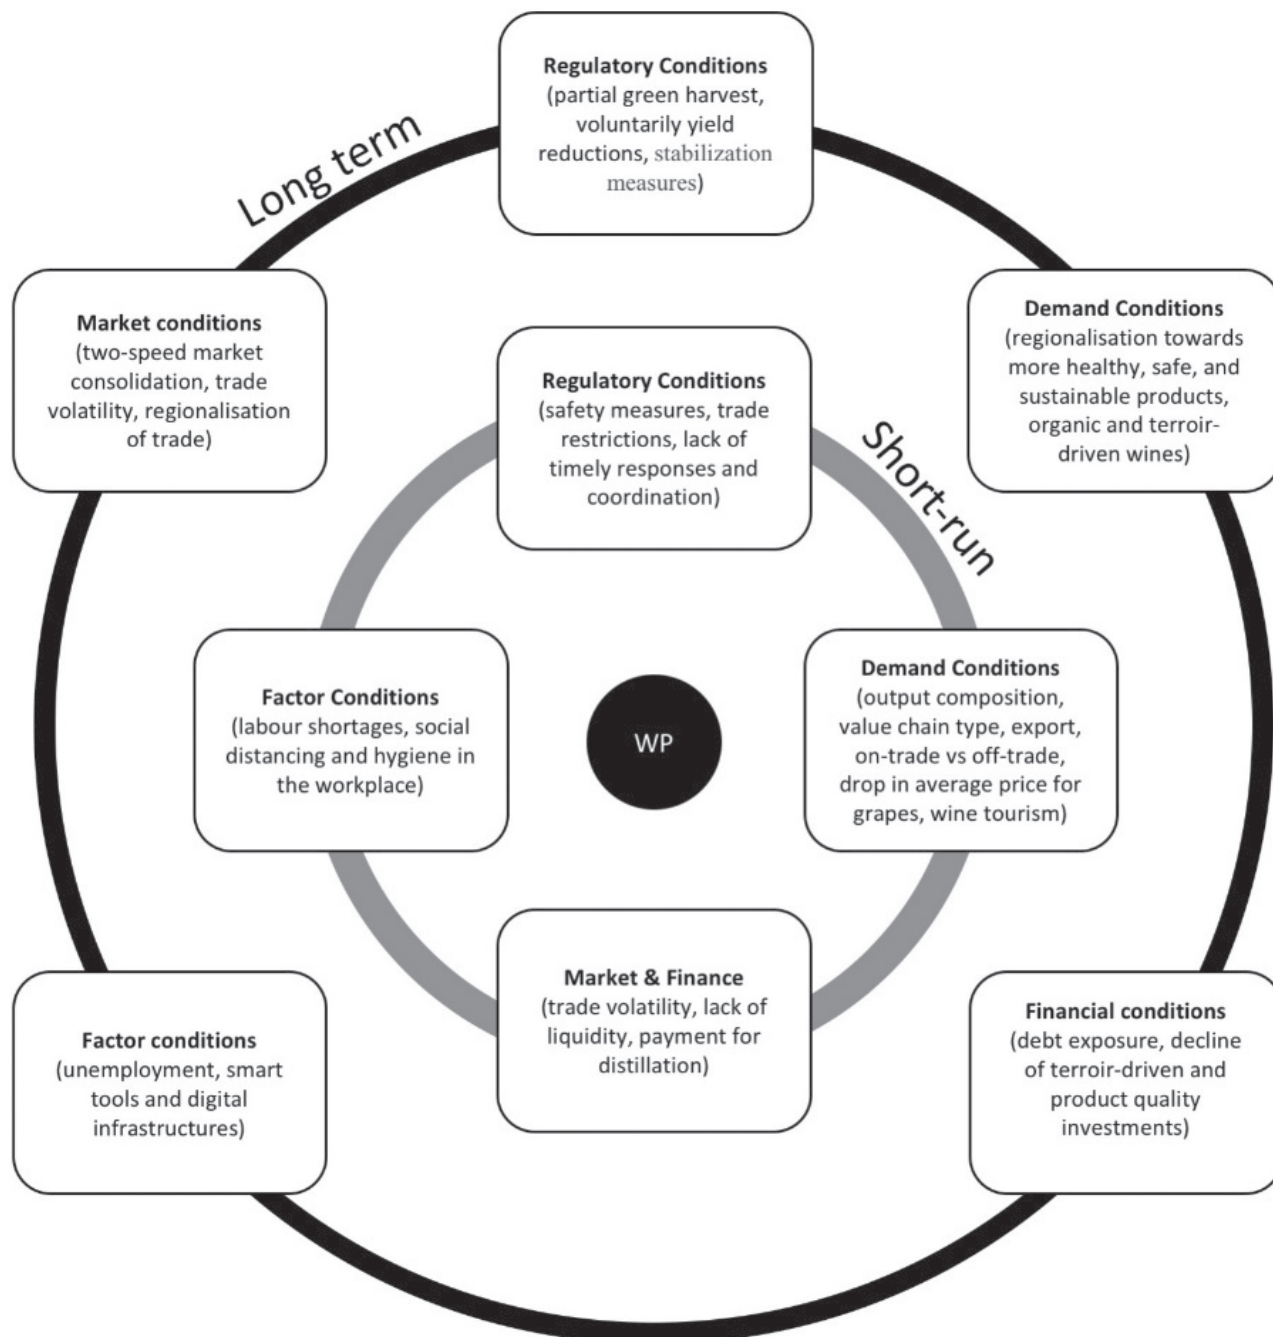 Regulatory Conditions
(partial green harvest,
voluntarily yield
reductions, stabilization
measures)
Long term
Market conditions
(two-speed market
consolidation, trade
volatility, regionalisation
of trade)
Demand Conditions
(regionalisation towards
more healthy, safe, and
sustainable products,
organic and terroir-
driven wines)
Regulatory Conditions
(safety measures, trade
restrictions, lack of
timely responses and
coordination)
Short-run
Factor Conditions
(labour shortages, social
distancing and hygiene in
the workplace)
WP
Demand Conditions
(output composition,
value chain type, export,
on-trade vs off-trade,
drop in average price for
grapes, wine tourism)
Market & Finance
(trade volatility, lack of
liquidity, payment for
distillation)
Factor conditions
(unemployment, smart
tools and digital
infrastructures)
Financial conditions
(debt exposure, decline
of terroir-driven and
product quality
investments)